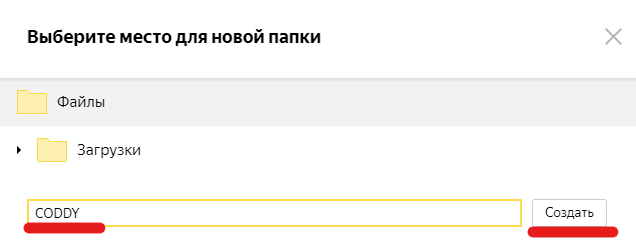 Выберите место для новой папки
Файлы
Загрузки
CODDY
Создать